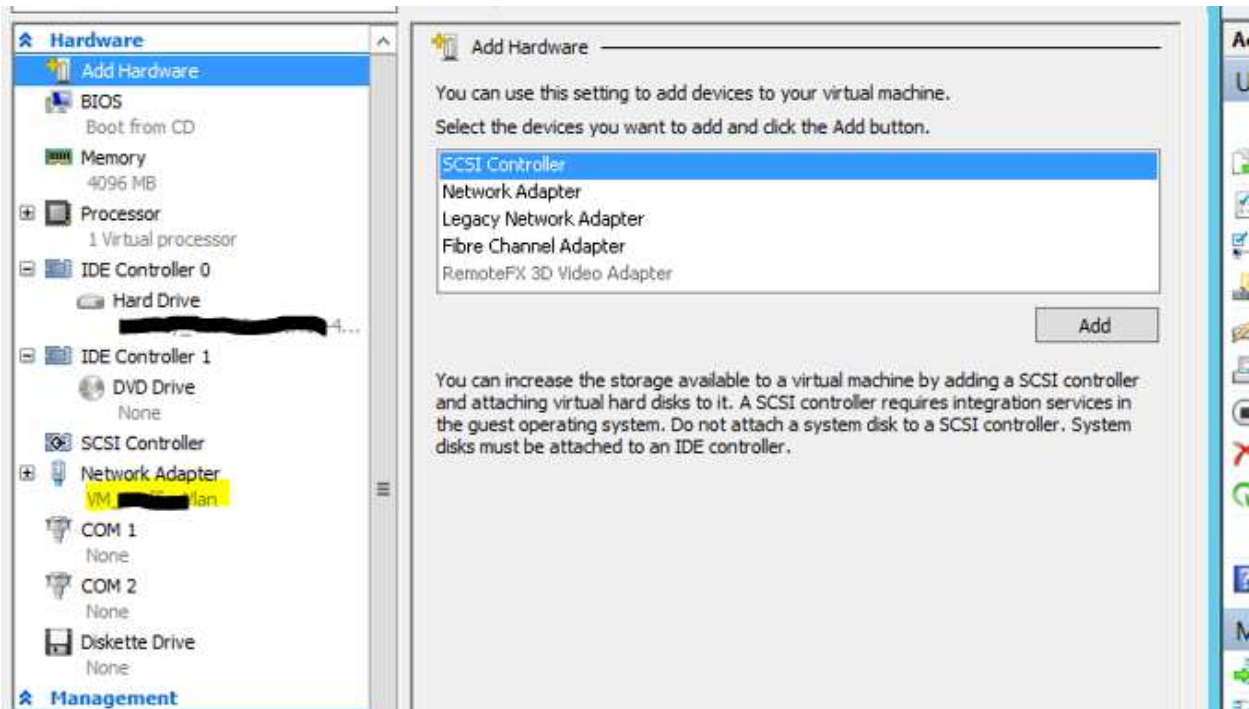 Hardware
Add Hardware
BIOS
Boot from CD
Memory
4096 MB
Processor
1 Virtual processor
IDE Controller 0
Hard Drive
4...
IDE Controller 1
DVD Drive
None
SCSI Controller
Network Adapter
VM_ Vlan
COM 1
None
COM 2
None
Diskette Drive
None
Management
Add Hardware
You can use this setting to add devices to your virtual machine.
Select the devices you want to add and click the Add button.
SCSI Controller
Network Adapter
Legacy Network Adapter
Fibre Channel Adapter
RemoteFX 3D Video Adapter
Add
You can increase the storage available to a virtual machine by adding a SCSI controller
and attaching virtual hard disks to it. A SCSI controller requires integration services in
the guest operating system. Do not attach a system disk to a SCSI controller. System
disks must be attached to an IDE controller.